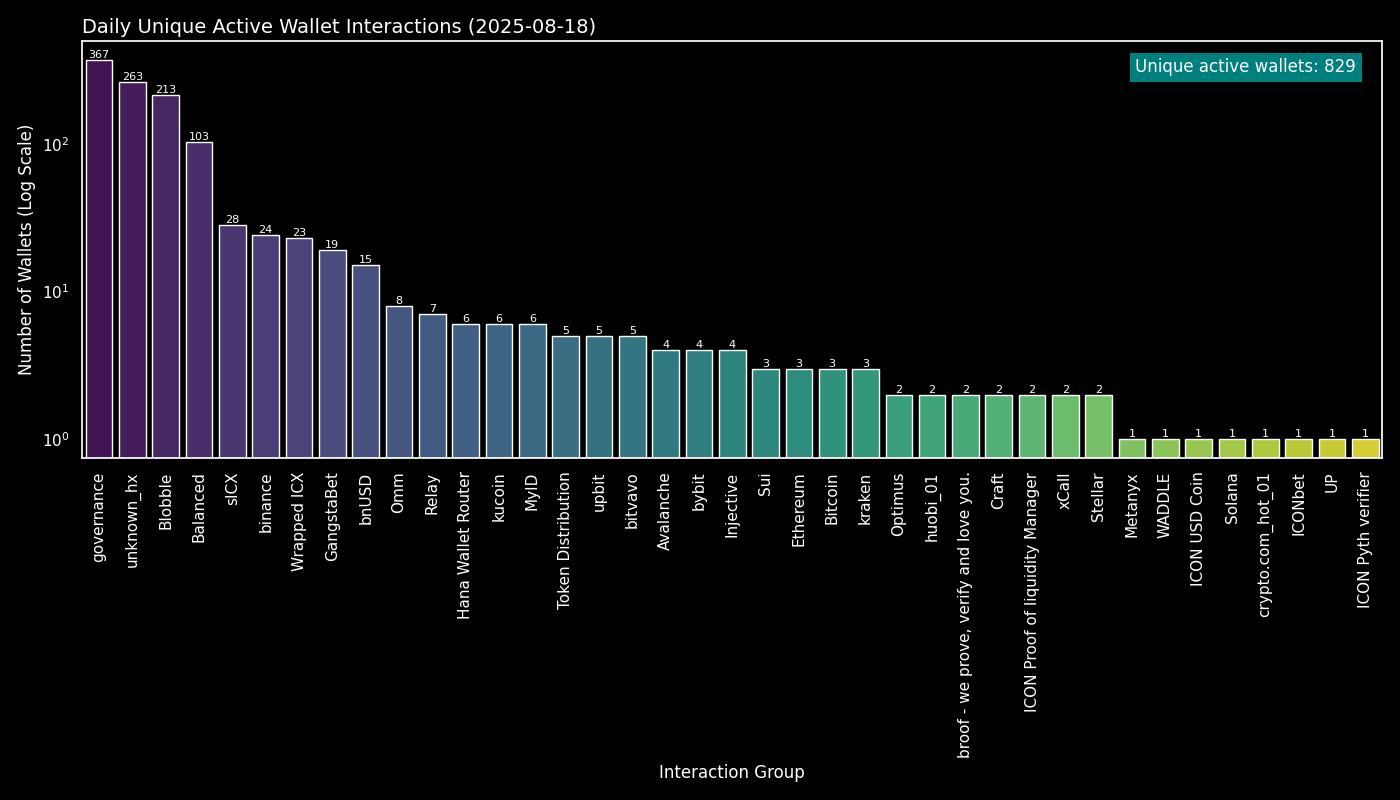 Daily Unique Active Wallet Interactions (2025-08-18)
Unique active wallets: 829
Number of Wallets (Log Scale)
10²
10¹
10⁰
367
263
213
103
28
24
23
19
15
8
7
6
6
6
5
5
5
4
4
4
3
3
3
3
2
2
2
2
2
2
2
1
1
1
1
1
1
1
1
governance
unknown_hx
Blobble
Balanced
sICX
binance
Wrapped ICX
GangstaBet
bnUSD
Omm
Relay
Hana Wallet Router
kucoin
MyID
Token Distribution
upbit
bitvavo
Avalanche
bybit
Injective
Sui
Ethereum
Bitcoin
kraken
Optimus
huobi_01
broof - we prove, verify and love you.
Craft
ICON Proof of liquidity Manager
xCall
Stellar
Metanyx
WADDLE
ICON USD Coin
Solana
crypto.com_hot_01
ICONbet
UP
ICON Pyth verifier
Interaction Group